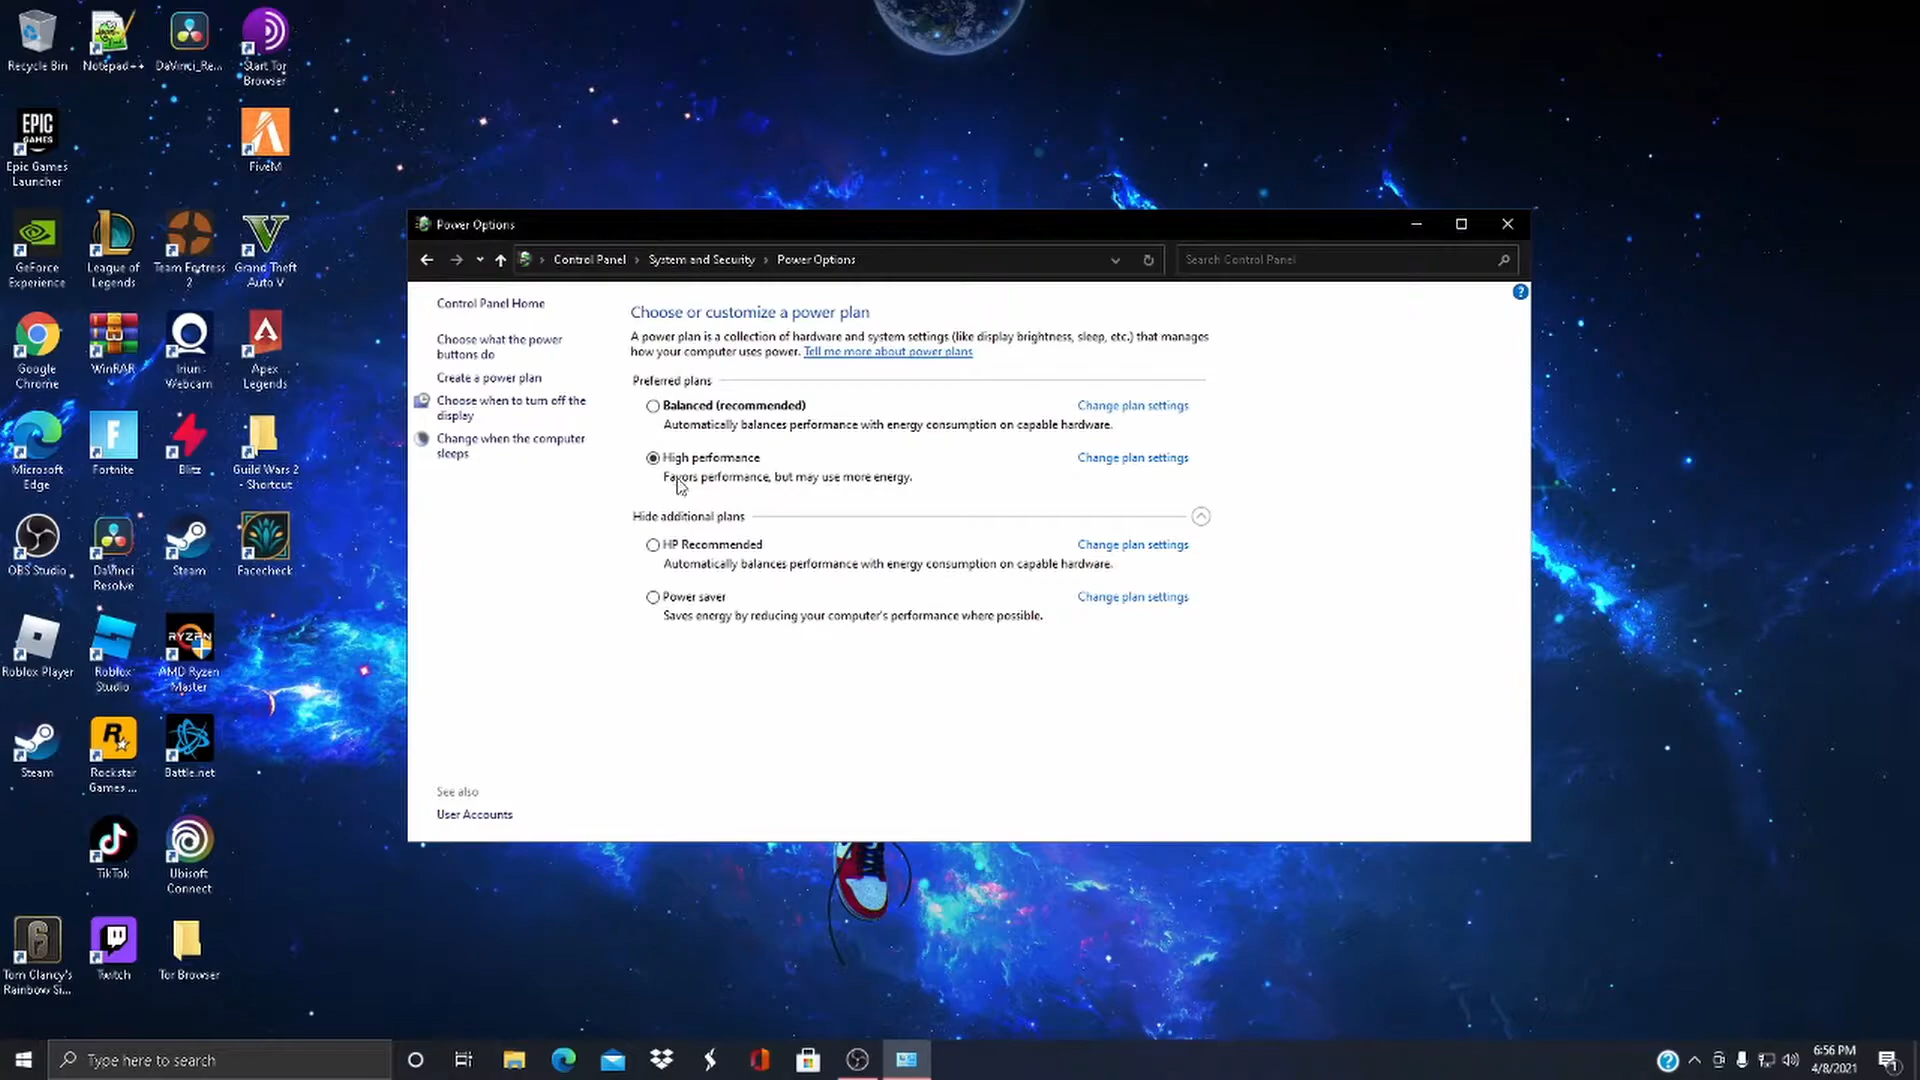 Recycle Bin
Notepad++
DaVinci_Re...
Start Tor
Browser
EPIC
GAMES
Epic Games
Launcher
FiveM
GeForce
Experience
League of
Legends
Team Fortress
2
Grand Theft
Auto V
Google
Chrome
WinRAR
Iriun
Webcam
Apex
Legends
Microsoft
Edge
Fortnite
Blitz
Guild Wars 2
- Shortcut
OBS Studio
DaVinci
Resolve
Steam
Facecheck
Roblox Player
Roblox
Studio
RYZEN
AMD Ryzen
Master
Steam
Rockstar
Games ...
Battle.net
TikTok
Ubisoft
Connect
Tom Clancy's
Rainbow Si...
Twitch
Tor Browser
Power Options
Control Panel
System and Security
Power Options
Search Control Panel
Control Panel Home
Choose what the power
buttons do
Create a power plan
Choose when to turn off the
display
Change when the computer
sleeps
See also
User Accounts
Choose or customize a power plan
A power plan is a collection of hardware and system settings (like display brightness, sleep, etc.) that manages
how your computer uses power. Tell me more about power plans
Preferred plans
Balanced (recommended) Change plan settings
Automatically balances performance with energy consumption on capable hardware.
High performance Change plan settings
Favors performance, but may use more energy.
Hide additional plans
HP Recommended Change plan settings
Automatically balances performance with energy consumption on capable hardware.
Power saver Change plan settings
Saves energy by reducing your computer's performance where possible.
Type here to search
6:56 PM
4/8/2021
1